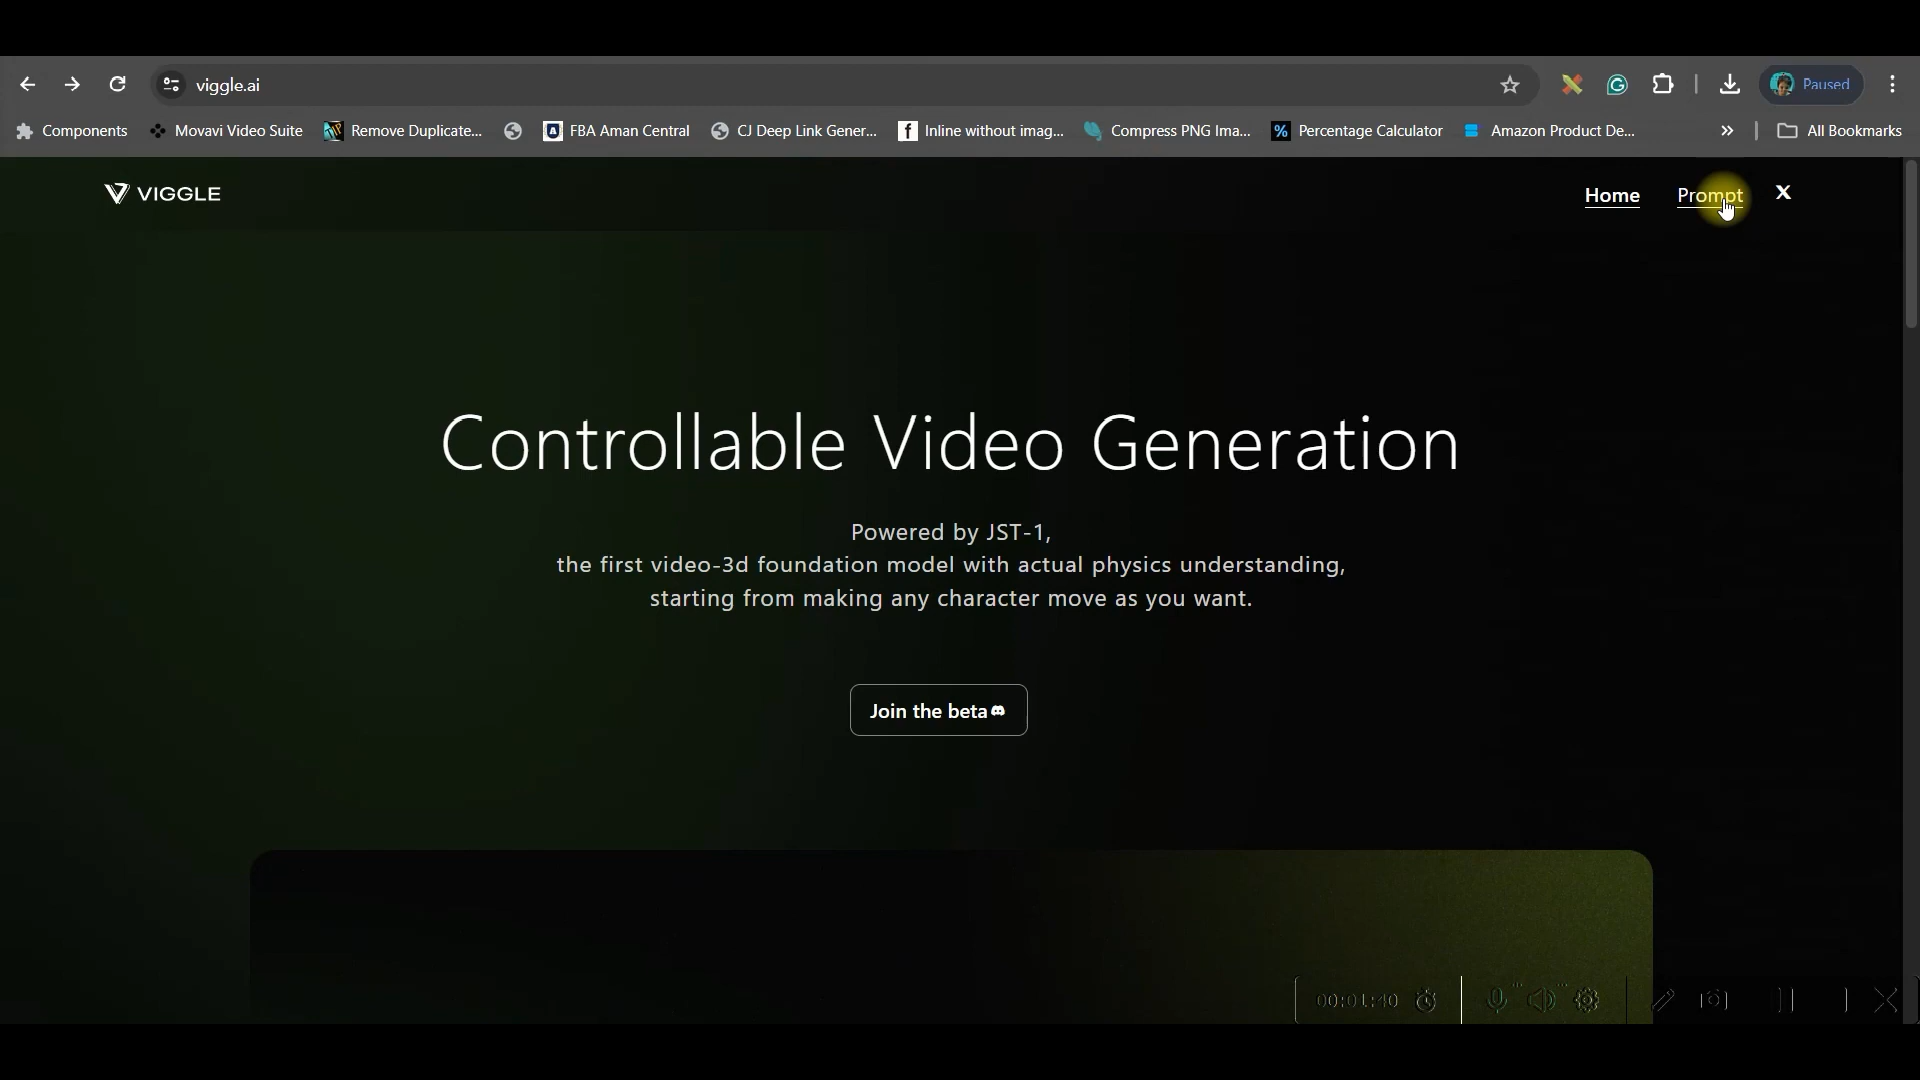 viggle.ai
Paused
Components
Movavi Video Suite
Remove Duplicate...
FBA Aman Central
CJ Deep Link Gener...
Inline without imag...
Compress PNG Ima...
Percentage Calculator
Amazon Product De...
All Bookmarks
VIGGLE
Home
Prompt
X
Controllable Video Generation
Powered by JST-1,
the first video-3d foundation model with actual physics understanding,
starting from making any character move as you want.
Join the beta
00:01:40